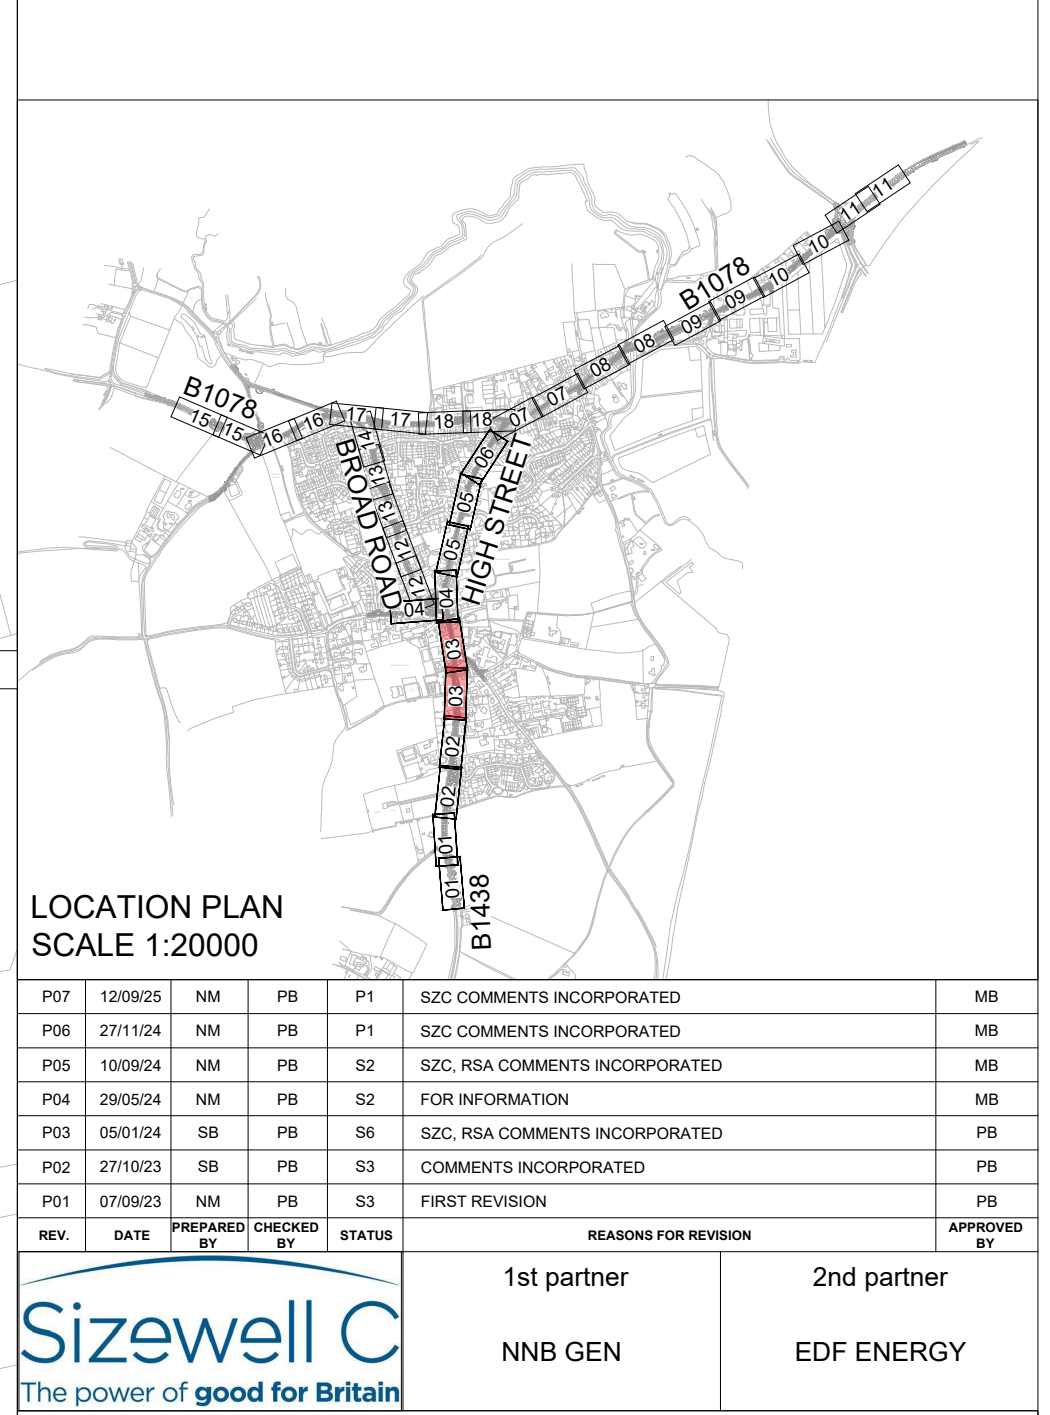 11
11
10
10
B1078
09
09
08
08
07
07
B1078
15
15
16
16
17
17
18
18
14
13
13
12
12
BROAD ROAD
06
05
05
HIGH STREET
04
04
03
03
02
02
01
01
B1438
LOCATION PLAN
SCALE 1:20000
P07 12/09/25 NM PB P1 SZC COMMENTS INCORPORATED MB
P06 27/11/24 NM PB P1 SZC COMMENTS INCORPORATED MB
P05 10/09/24 NM PB S2 SZC, RSA COMMENTS INCORPORATED MB
P04 29/05/24 NM PB S2 FOR INFORMATION MB
P03 05/01/24 SB PB S6 SZC, RSA COMMENTS INCORPORATED PB
P02 27/10/23 SB PB S3 COMMENTS INCORPORATED PB
P01 07/09/23 NM PB S3 FIRST REVISION PB
REV. DATE PREPARED BY CHECKED BY STATUS REASONS FOR REVISION APPROVED BY
Sizewell C
The power of good for Britain
1st partner
NNB GEN
2nd partner
EDF ENERGY